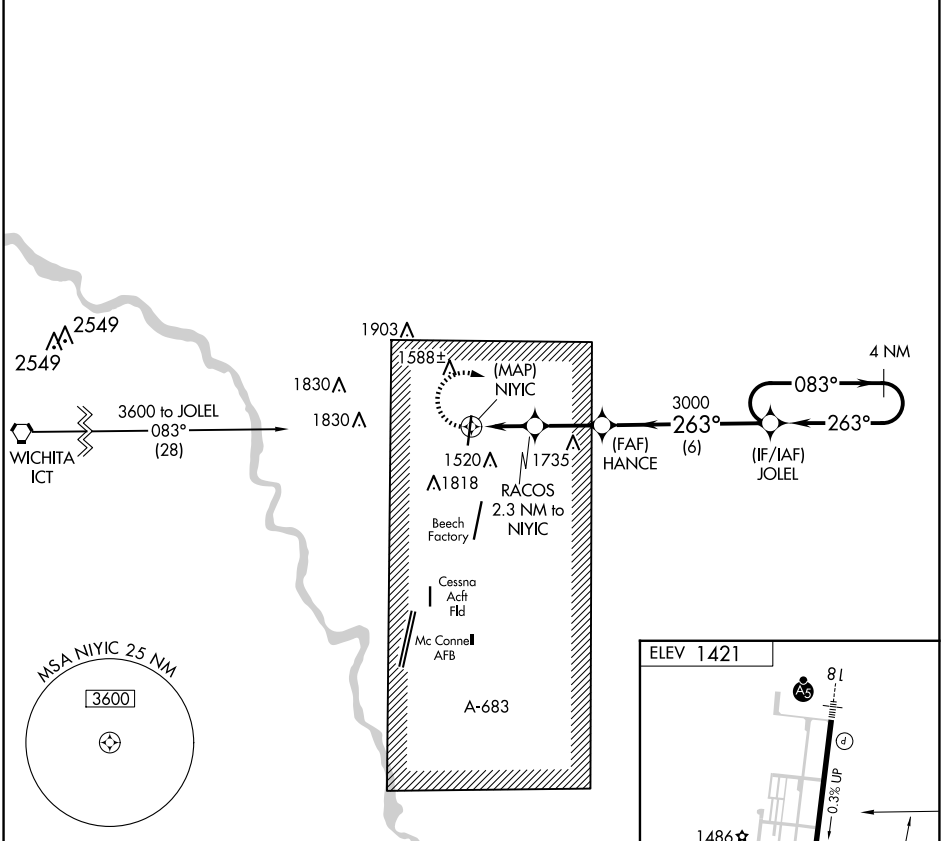 2549
2549
1903
1588±
(MAP)
NIYIC
4 NM
1830
083°
3600 to JOLEL
083°
(28)
1830
3000
263°
(6)
263°
WICHITA
ICT
(FAF)
HANCE
(IF/IAF)
JOLEL
1520
1735
1818
RACOS
2.3 NM to
NIYIC
Beech
Factory
Cessna
Acft
Fld
Mc Connell
AFB
A-683
MSA NIYIC 25 NM
3600
ELEV 1421
18
A5
P
0.3% UP
1486